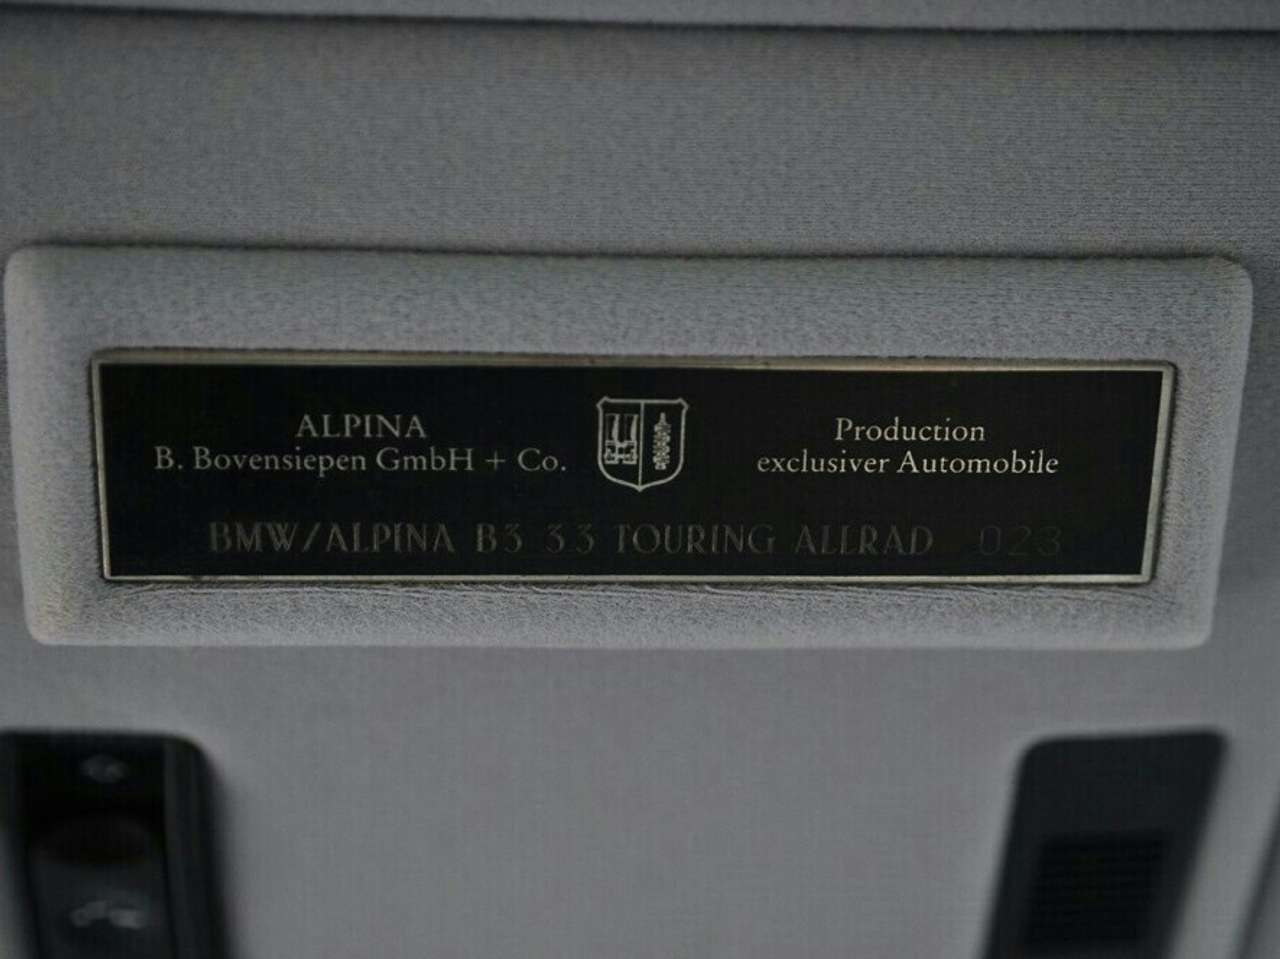 ALPINA
B. Bovensiepen GmbH + Co.
Production
exclusiver Automobile
BMW/ALPINA B3 3.3 TOURING ALLRAD 023